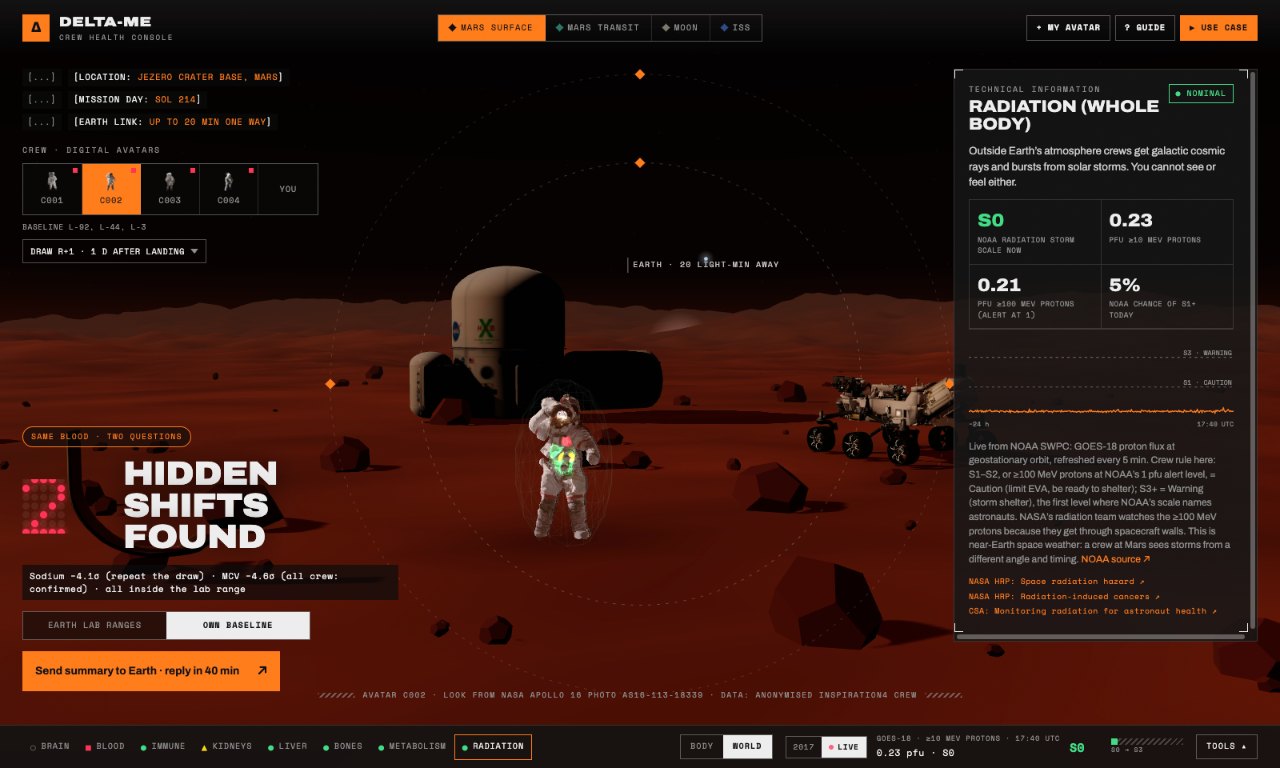 Δ
DELTA-ME
CREW HEALTH CONSOLE
MARS SURFACE
MARS TRANSIT
MOON
ISS
+ MY AVATAR
? GUIDE
▶ USE CASE
[...] [LOCATION: JEZERO CRATER BASE, MARS]
[...] [MISSION DAY: SOL 214]
[...] [EARTH LINK: UP TO 20 MIN ONE WAY]
CREW · DIGITAL AVATARS
C001
C002
C003
C004
YOU
BASELINE L-92, L-44, L-3
DRAW R+1 · 1 D AFTER LANDING
EARTH · 20 LIGHT-MIN AWAY
SAME BLOOD · TWO QUESTIONS
2
HIDDEN
SHIFTS
FOUND
Sodium −4.1σ (repeat the draw) · MCV −4.6σ (all crew:
confirmed) · all inside the lab range
EARTH LAB RANGES
OWN BASELINE
Send summary to Earth · reply in 40 min ↗
AVATAR C002 · LOOK FROM NASA APOLLO 16 PHOTO AS16-113-18339 · DATA: ANONYMISED INSPIRATION4 CREW
TECHNICAL INFORMATION
● NOMINAL
RADIATION (WHOLE
BODY)
Outside Earth's atmosphere crews get galactic cosmic
rays and bursts from solar storms. You cannot see or
feel either.
S0
NOAA RADIATION STORM
SCALE NOW
0.23
PFU ≥10 MEV PROTONS
0.21
PFU ≥100 MEV PROTONS
(ALERT AT 1)
5%
NOAA CHANCE OF S1+
TODAY
S3 · WARNING
S1 · CAUTION
−24 h
17:40 UTC
Live from NOAA SWPC: GOES-18 proton flux at
geostationary orbit, refreshed every 5 min. Crew rule here:
S1–S2, or ≥100 MeV protons at NOAA's 1 pfu alert level, =
Caution (limit EVA, be ready to shelter); S3+ = Warning
(storm shelter), the first level where NOAA's scale names
astronauts. NASA's radiation team watches the ≥100 MeV
protons because they get through spacecraft walls. This is
near-Earth space weather: a crew at Mars sees storms from a
different angle and timing. NOAA source ↗
NASA HRP: Space radiation hazard ↗
NASA HRP: Radiation-induced cancers ↗
CSA: Monitoring radiation for astronaut health ↗
BRAIN
BLOOD
IMMUNE
KIDNEYS
LIVER
BONES
METABOLISM
RADIATION
BODY
WORLD
2017
● LIVE
GOES-18 · ≥10 MEV PROTONS · 17:40 UTC
0.23 pfu · S0
S0
S0 → S3
TOOLS ▴